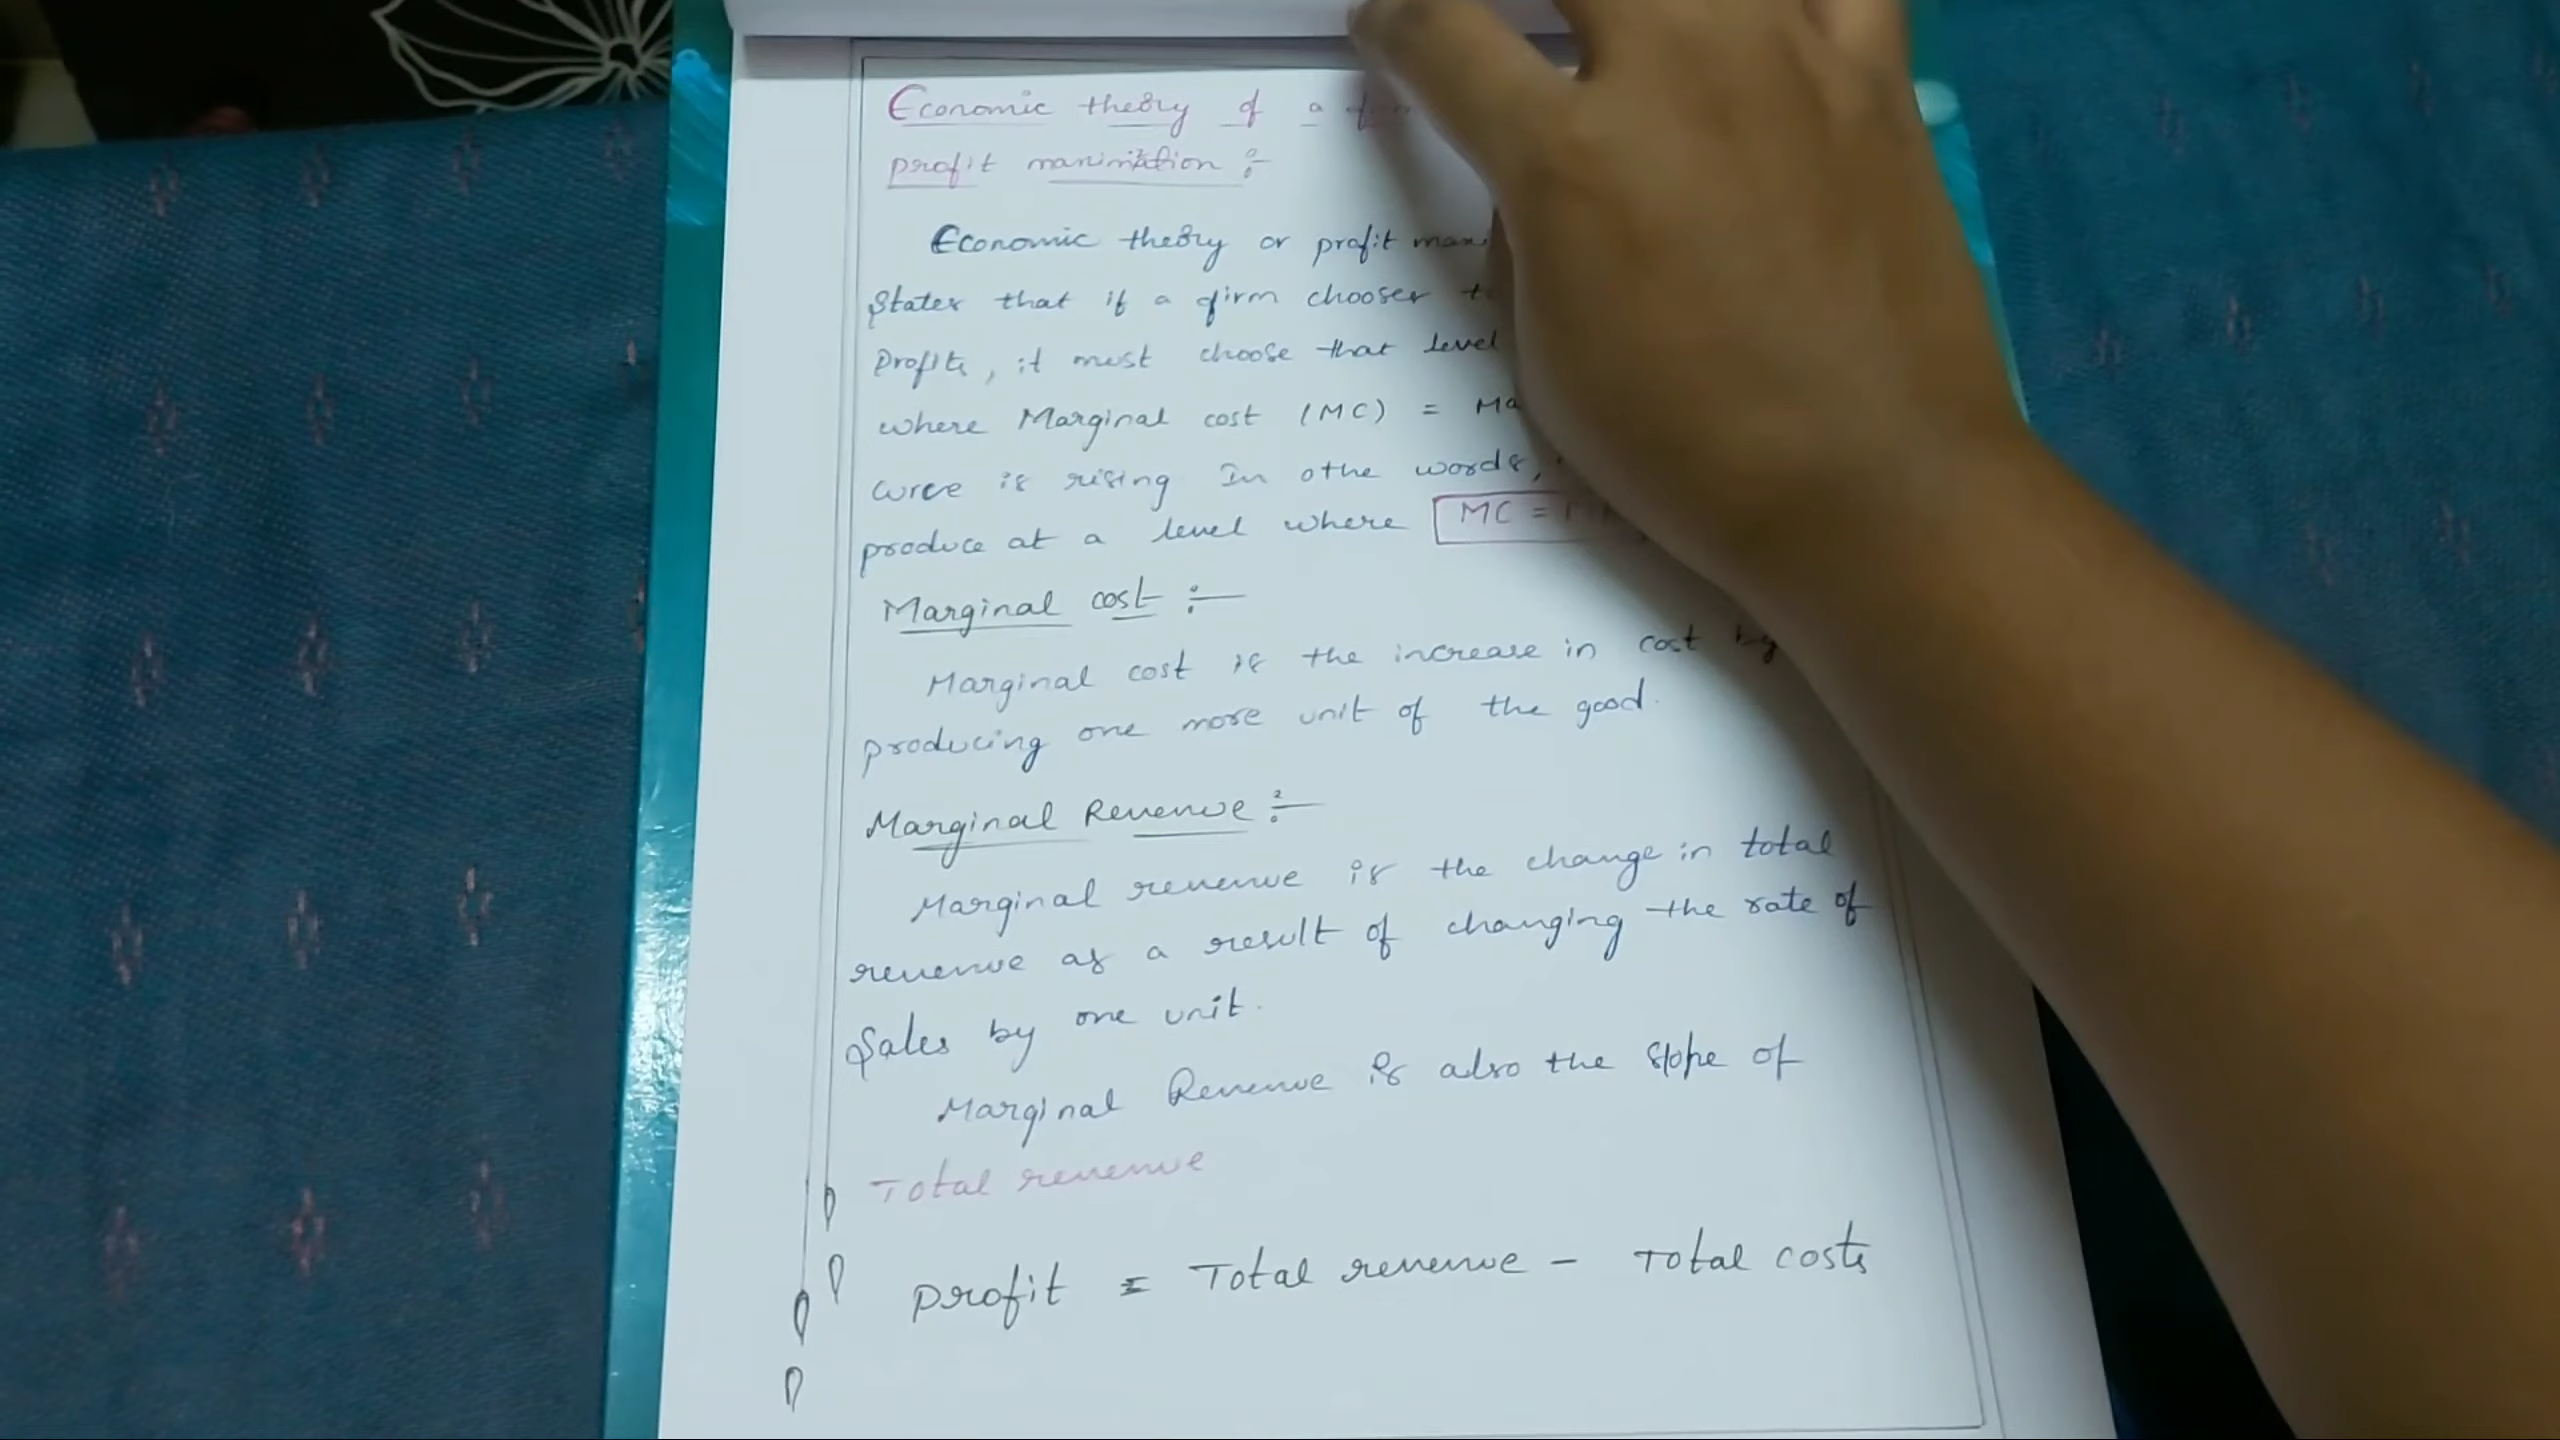 Economic theory of a
profit maximization :-
Economic theory or profit
States that if a firm chooses
Profits, it must choose that level
where Marginal cost (MC) =
curve is rising In othe words,
produce at a level where MC =
Marginal cost :-
Marginal cost is the increase in cost by
producing one more unit of the good.
Marginal Revenue :-
Marginal revenue is the change in total
revenue as a result of changing the rate of
Sales by one unit.
Marginal Revenue is also the slope of
Total revenue
Profit = Total revenue - Total costs